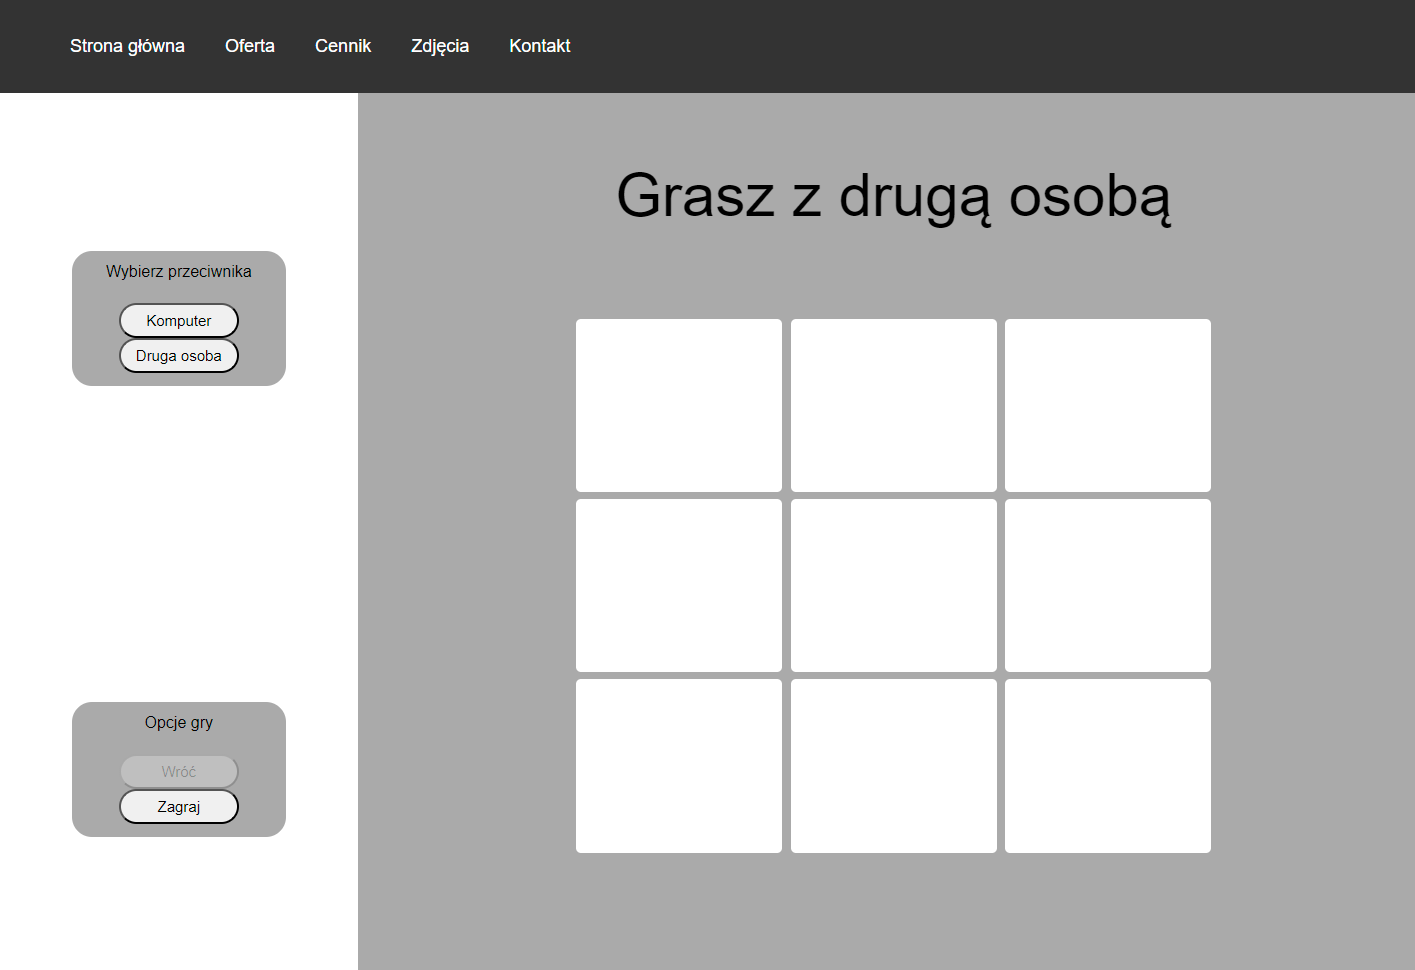 Strona główna Oferta Cennik Zdjęcia Kontakt
Grasz z drugą osobą
Wybierz przeciwnika
Komputer
Druga osoba
Opcje gry
Wróć
Zagraj